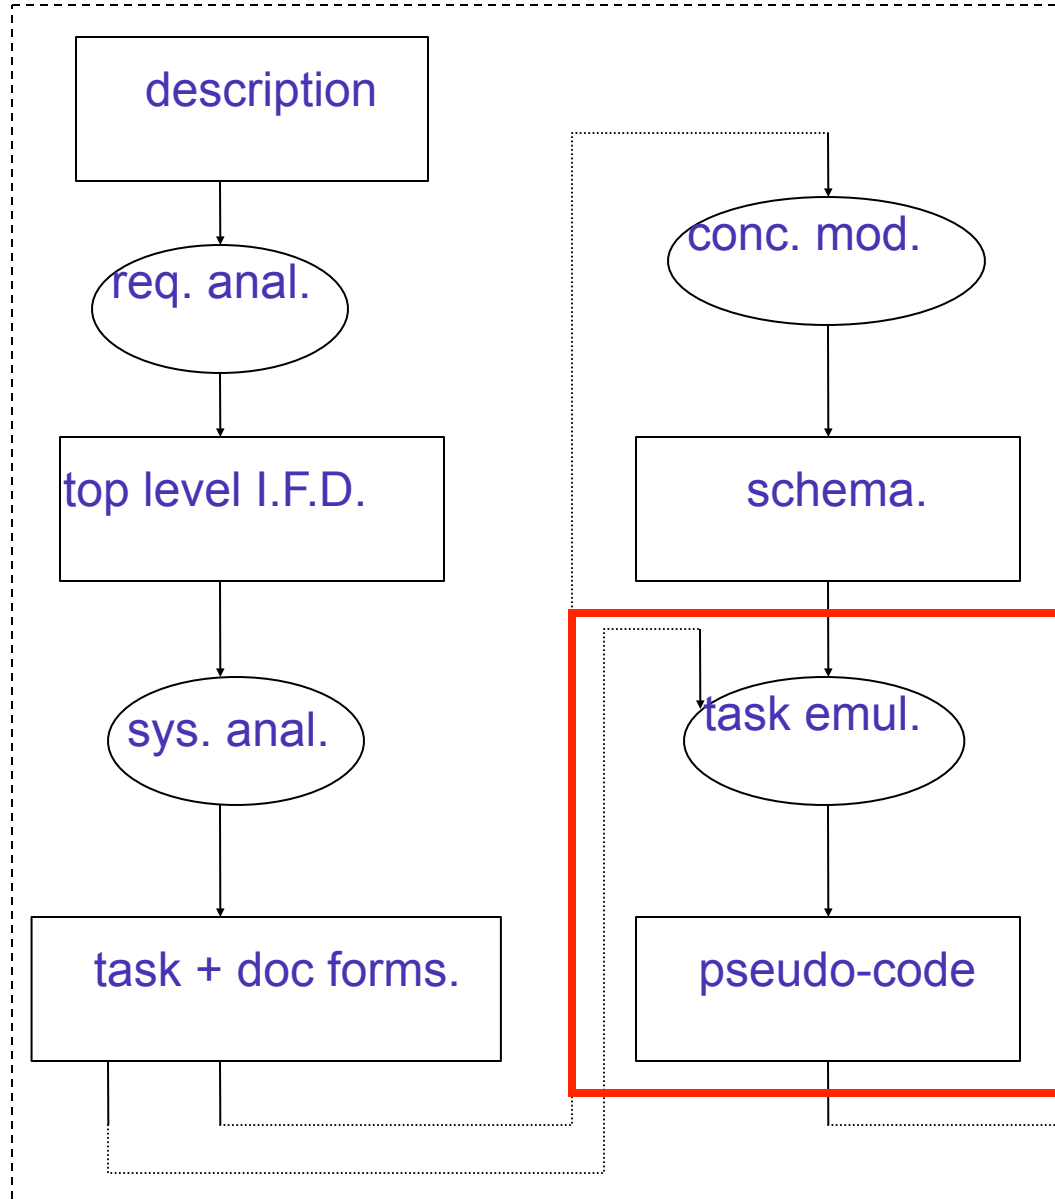 description
req. anal.
top level I.F.D.
sys. anal.
task + doc forms.
conc. mod.
schema.
task emul.
pseudo-code